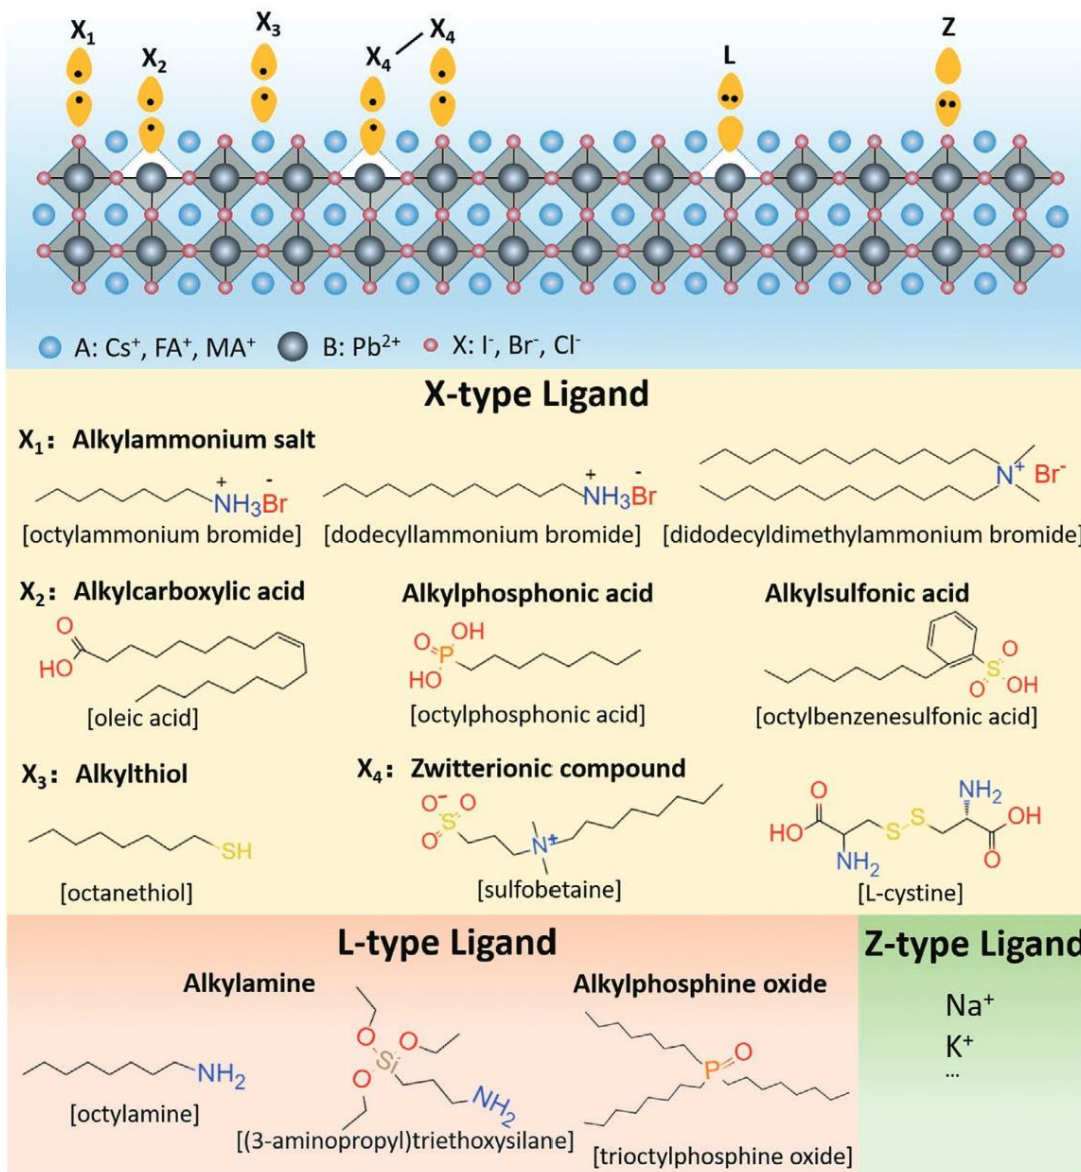 X₁ X₂ X₃ X₄ X₄ L Z
A: Cs⁺, FA⁺, MA⁺ B: Pb²⁺ X: I⁻, Br⁻, Cl⁻
X-type Ligand
X₁: Alkylammonium salt
+ - + -
NH₃Br NH₃Br N⁺ Br⁻
[octylammonium bromide] [dodecyllammonium bromide] [didodecyldimethylammonium bromide]
X₂: Alkylcarboxylic acid Alkylphosphonic acid Alkylsulfonic acid
O HO O OH P HO S O O OH
[oleic acid] [octylphosphonic acid] [octylbenzenesulfonic acid]
X₃: Alkylthiol X₄: Zwitterionic compound
SH O⁻ O S O N± O HO NH₂ S S NH₂ OH O
[octanethiol] [sulfobetaine] [L-cystine]
L-type Ligand
Alkylamine Alkylphosphine oxide
NH₂ O O Si O NH₂ P O
[octylamine] [(3-aminopropyl)triethoxysilane] [trioctylphosphine oxide]
Z-type Ligand
Na⁺
K⁺
...